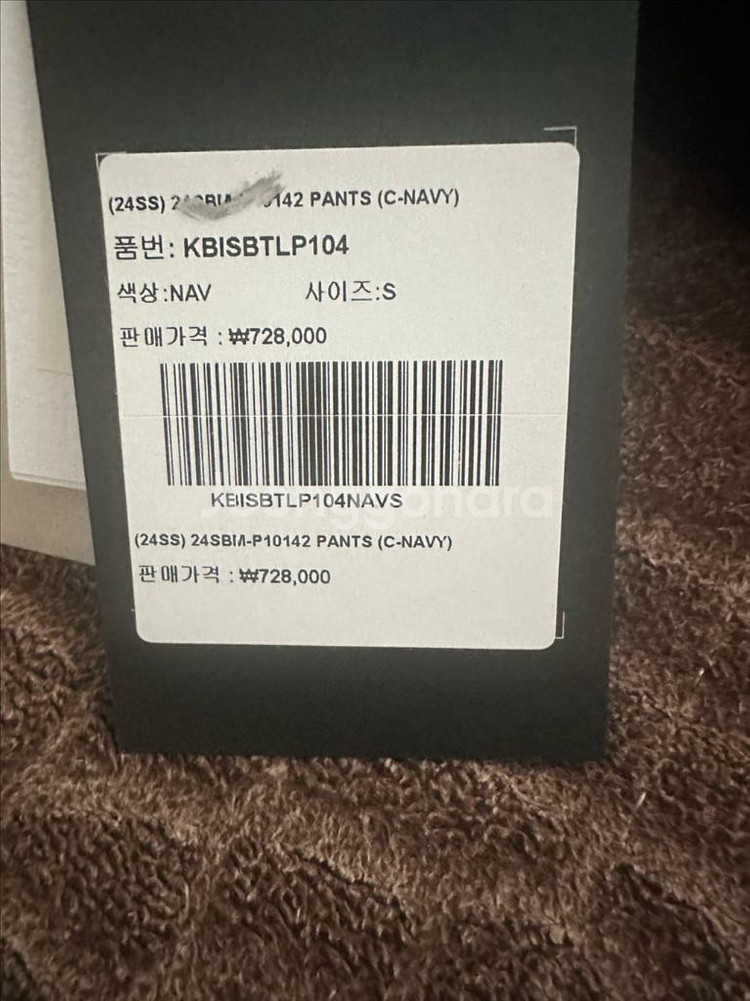 (24SS) 142 PANTS (C-NAVY)
품번: KBISBTLP104
색상:NAV 사이즈:S
판매가격 : ₩728,000
KBISBTLP104NAVS
(24SS) 24SBM-P10142 PANTS (C-NAVY)
판매가격 : ₩728,000